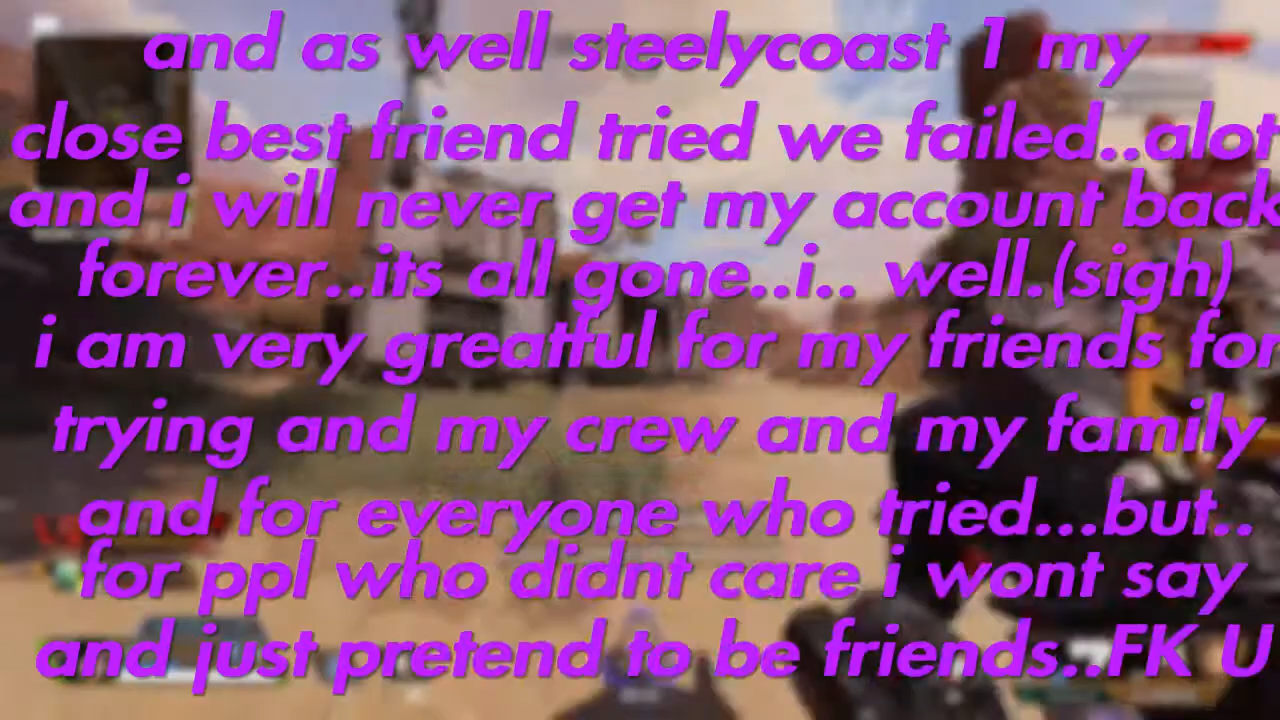 and as well steelycoast 1 my
close best friend tried we failed..alot
and i will never get my account back
forever..its all gone..i.. well.(sigh)
i am very greatful for my friends for
trying and my crew and my family
and for everyone who tried...but..
for ppl who didnt care i wont say
and just pretend to be friends..FK U